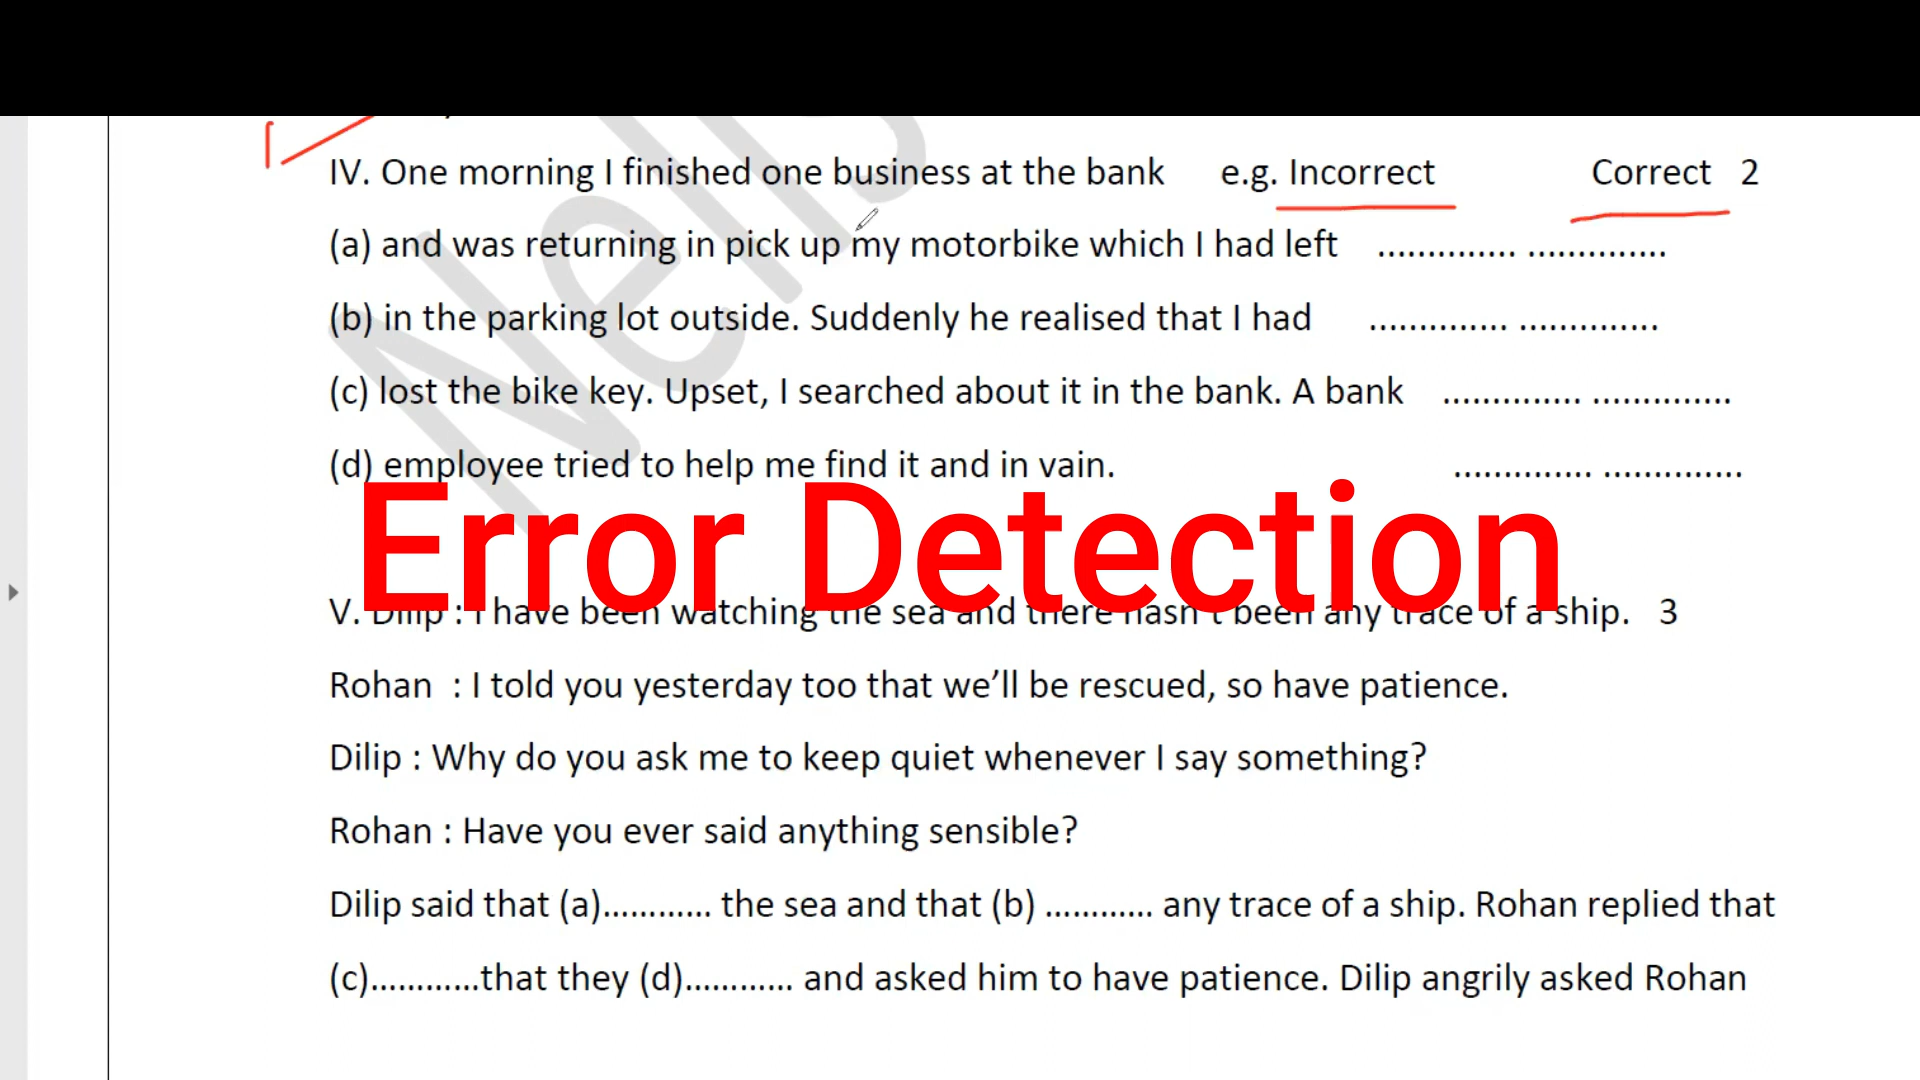 IV. One morning I finished one business at the bank e.g. Incorrect Correct 2
(a) and was returning in pick up my motorbike which I had left .............. ..............
(b) in the parking lot outside. Suddenly he realised that I had .............. ..............
(c) lost the bike key. Upset, I searched about it in the bank. A bank .............. ..............
(d) employee tried to help me find it and in vain. .............. ..............
Error Detection
V. Dilip : I have been watching the sea and there hasn't been any trace of a ship. 3
Rohan : I told you yesterday too that we’ll be rescued, so have patience.
Dilip : Why do you ask me to keep quiet whenever I say something?
Rohan : Have you ever said anything sensible?
Dilip said that (a)............ the sea and that (b) ............ any trace of a ship. Rohan replied that
(c)............that they (d)............ and asked him to have patience. Dilip angrily asked Rohan